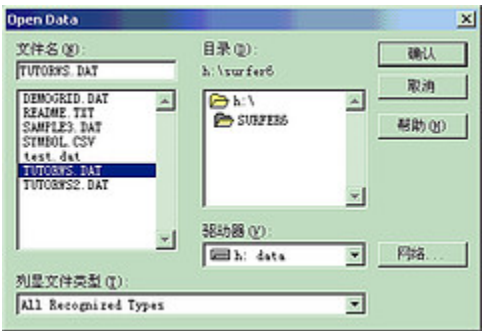 Open Data
文件名(N):
TUTORWS.DAT
DEMOGRID.DAT
README.TXT
SAMPLE3.DAT
SYMBOL.CSV
test.dat
TUTORWS.DAT
TUTORWS2.DAT
列显文件类型(T):
All Recognized Types
目录(D):
h:\surfer6
h:\
SURFER6
驱动器(V):
h: data
确认
取消
帮助(H)
网络...